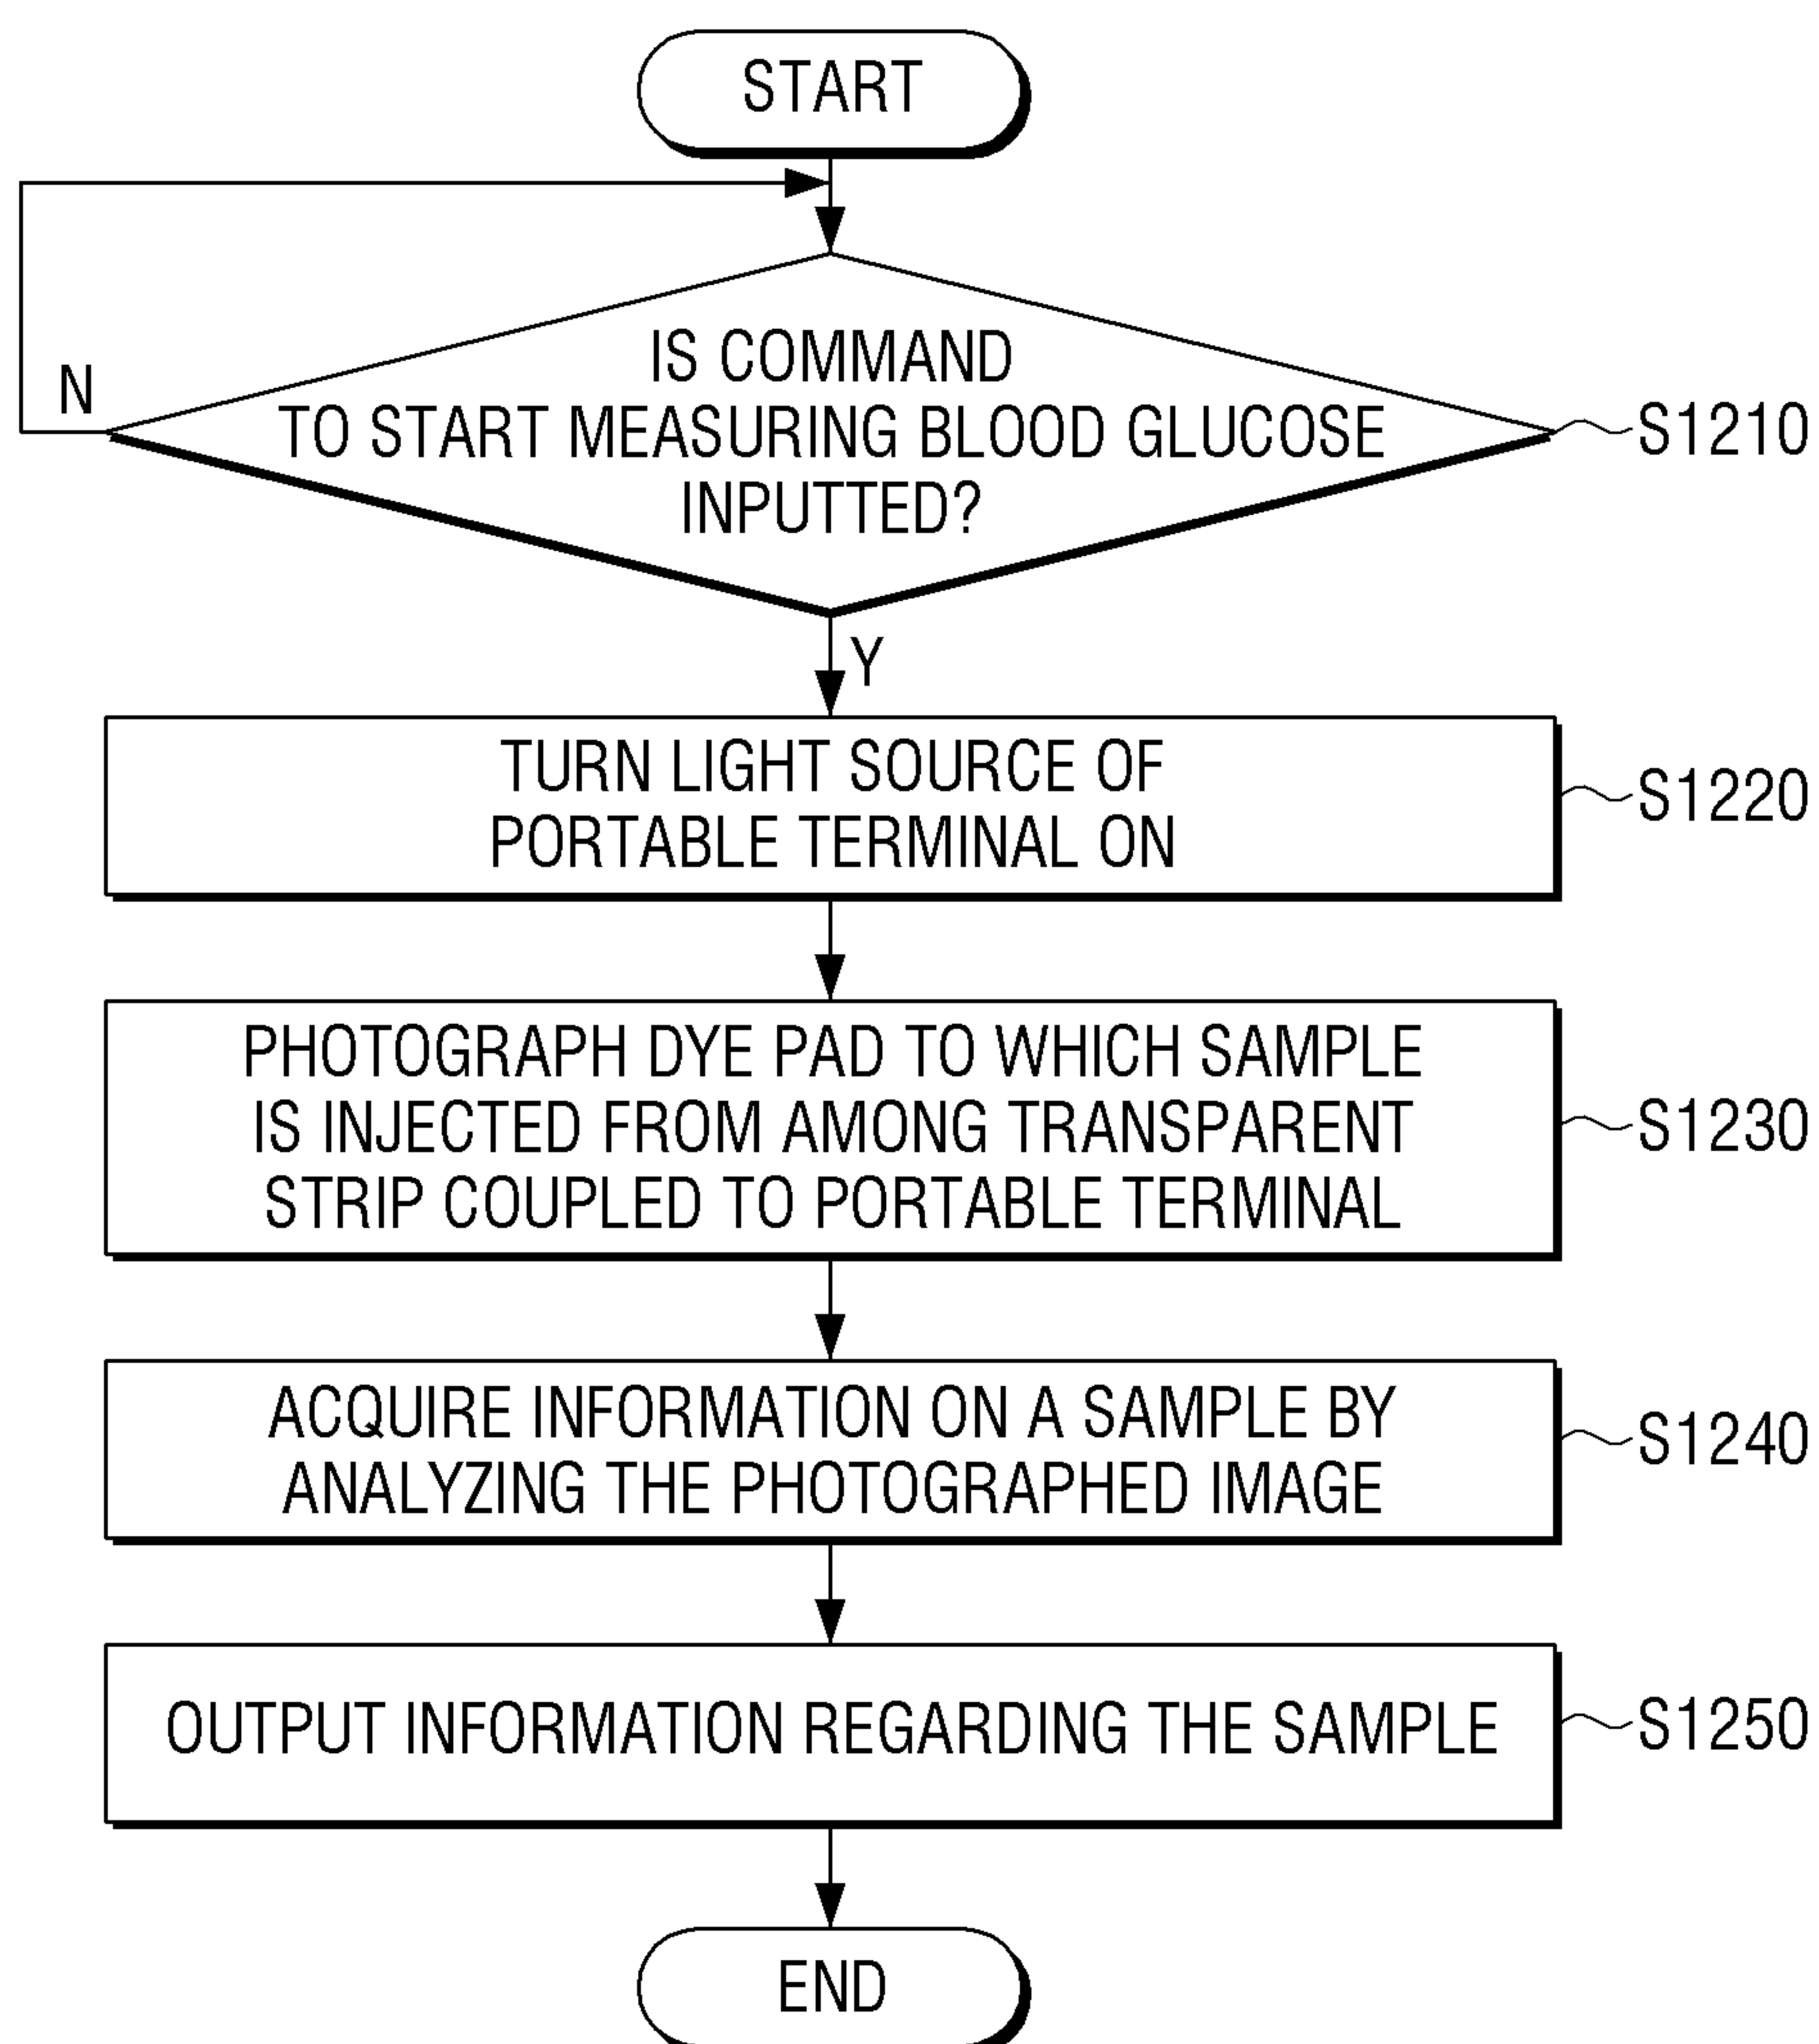 START
IS COMMAND
N
TO START MEASURING BLOOD GLUCOSE
S1210
INPUTTED?
Y
TURN LIGHT SOURCE OF
PORTABLE TERMINAL ON
S1220
PHOTOGRAPH DYE PAD TO WHICH SAMPLE
IS INJECTED FROM AMONG TRANSPARENT
STRIP COUPLED TO PORTABLE TERMINAL
S1230
ACQUIRE INFORMATION ON A SAMPLE BY
ANALYZING THE PHOTOGRAPHED IMAGE
S1240
OUTPUT INFORMATION REGARDING THE SAMPLE
S1250
END